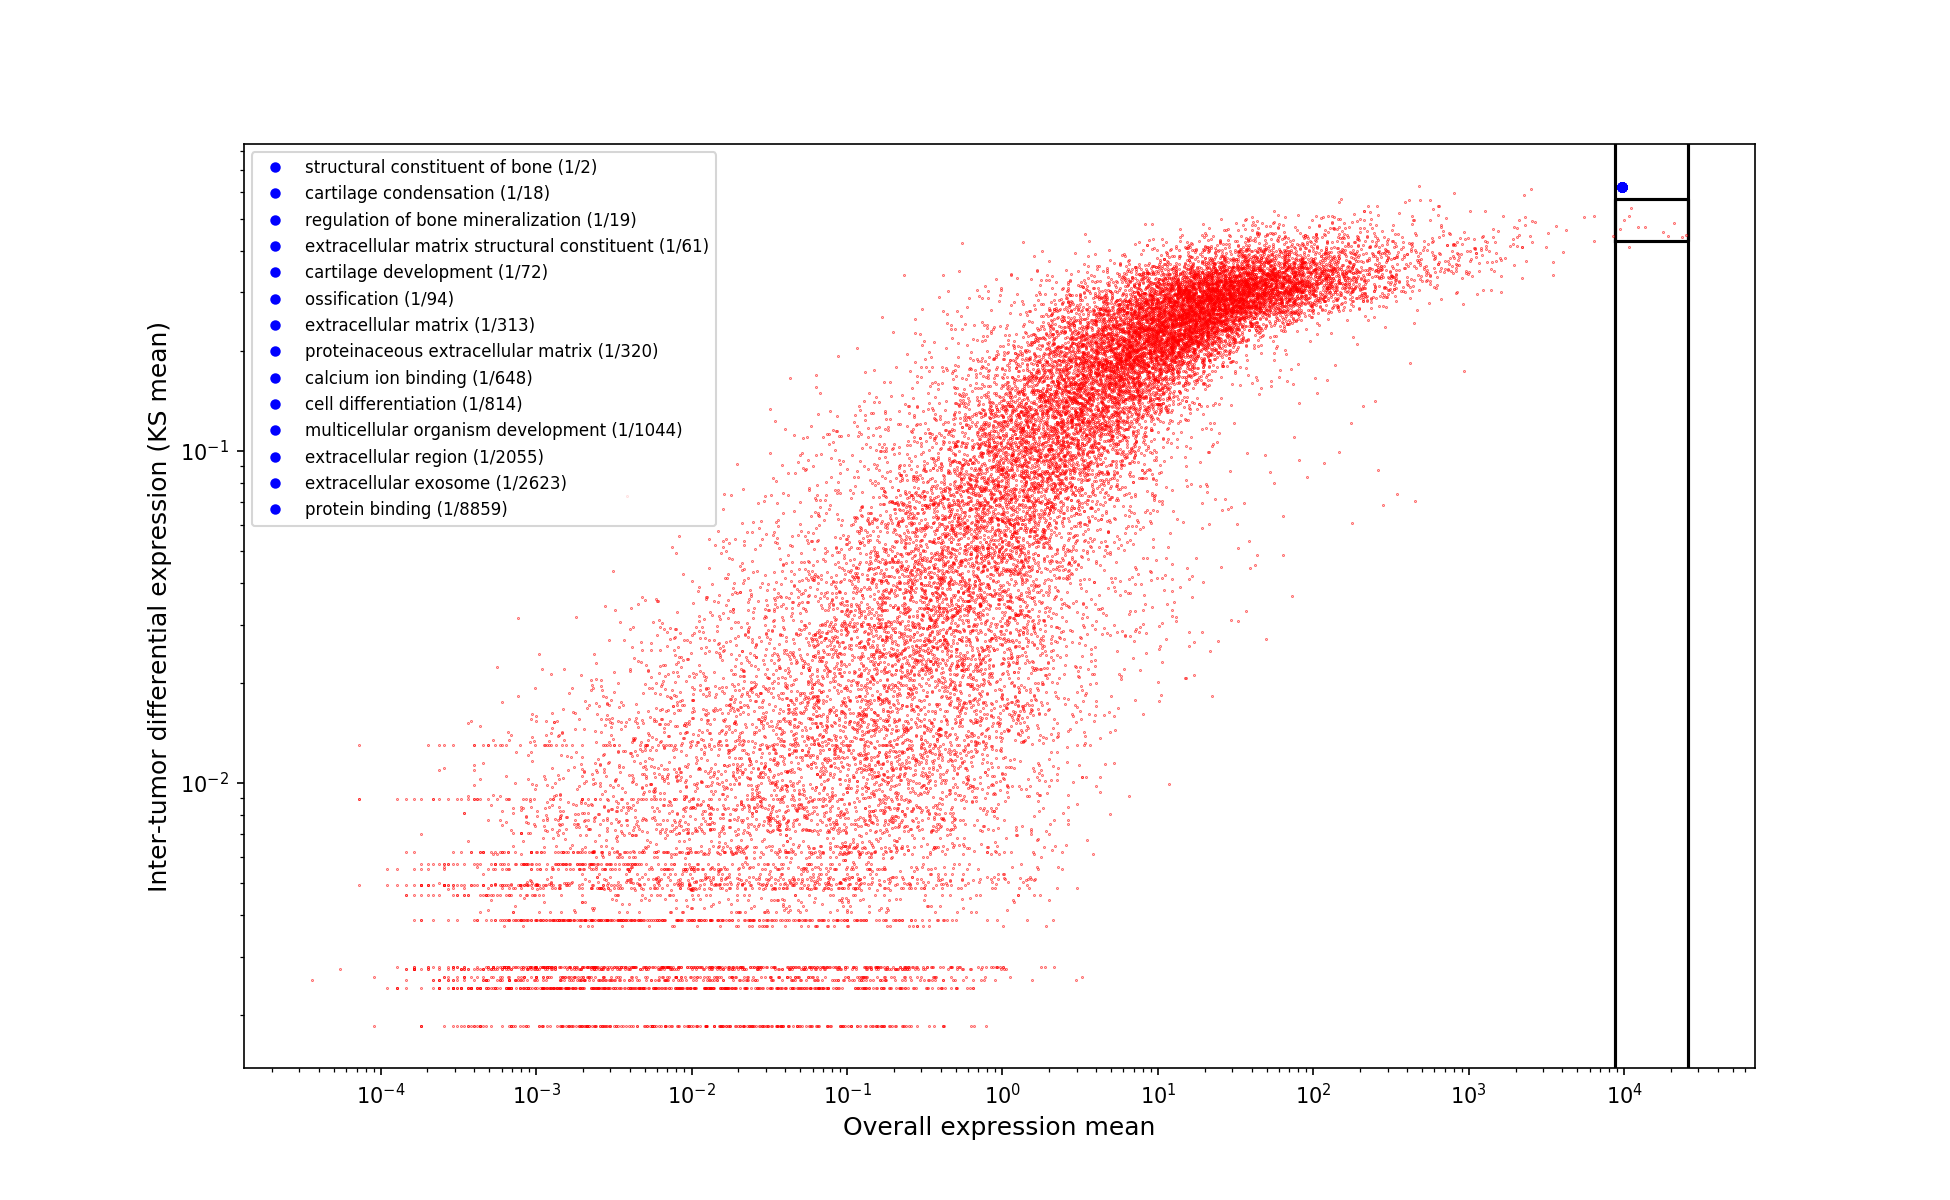 structural constituent of bone (1/2)
cartilage condensation (1/18)
regulation of bone mineralization (1/19)
extracellular matrix structural constituent (1/61)
cartilage development (1/72)
ossification (1/94)
extracellular matrix (1/313)
proteinaceous extracellular matrix (1/320)
calcium ion binding (1/648)
cell differentiation (1/814)
multicellular organism development (1/1044)
extracellular region (1/2055)
extracellular exosome (1/2623)
protein binding (1/8859)
Inter-tumor differential expression (KS mean)
10⁻¹
10⁻²
10⁻⁴ 10⁻³ 10⁻² 10⁻¹ 10⁰ 10¹ 10² 10³ 10⁴
Overall expression mean